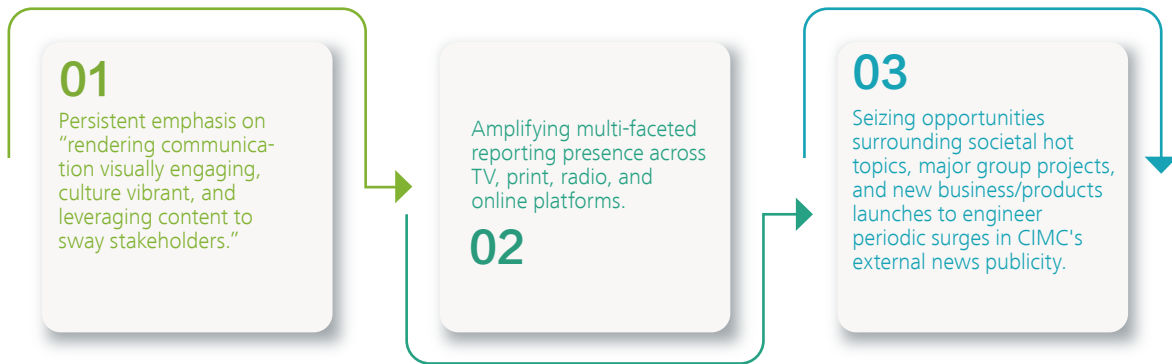 01
Persistent emphasis on
“rendering communica-
tion visually engaging,
culture vibrant, and
leveraging content to
sway stakeholders.”
Amplifying multi-faceted
reporting presence across
TV, print, radio, and
online platforms.
02
03
Seizing opportunities
surrounding societal hot
topics, major group projects,
and new business/products
launches to engineer
periodic surges in CIMC's
external news publicity.